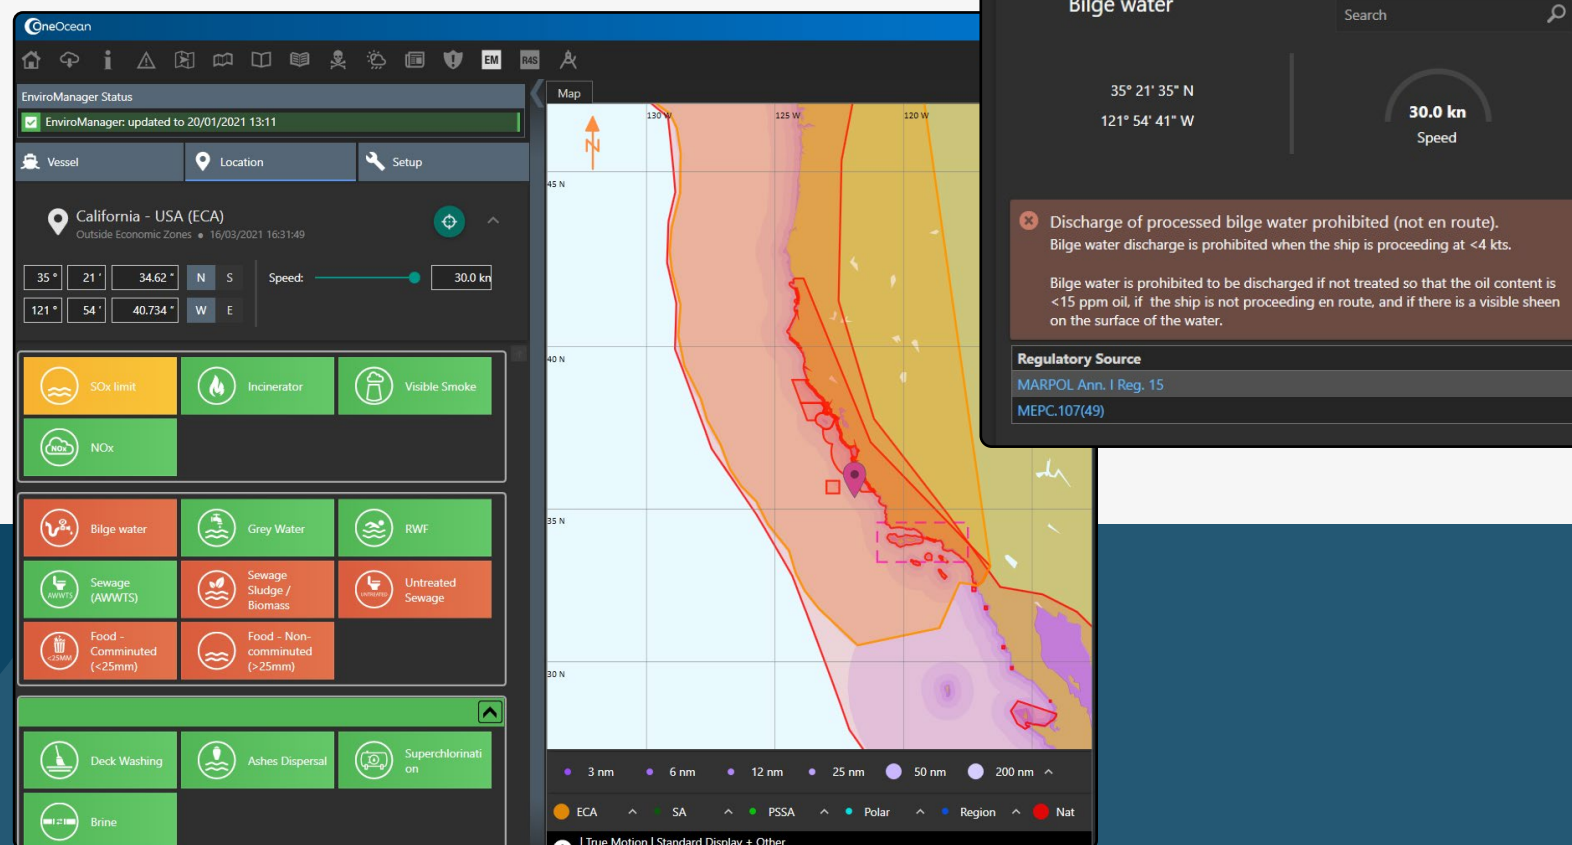 OneOcean
EM
R4S
EnviroManager Status
EnviroManager: updated to 20/01/2021 13:11
Vessel
Location
Setup
California - USA (ECA)
Outside Economic Zones • 16/03/2021 16:31:49
35 °
21 '
34.62 "
N
S
Speed:
30.0 kn
121 °
54 '
40.734 "
W
E
SOx limit
Incinerator
Visible Smoke
NOx
NOx
Bilge water
Grey Water
RWF
AWWTS
Sewage
(AWWTS)
Sewage
Sludge /
Biomass
UNTREATED
Untreated
Sewage
<25MM
Food -
Comminuted
(<25mm)
Food - Non-
comminuted
(>25mm)
Deck Washing
Ashes Dispersal
Superchlorinati
on
Brine
Map
130 W
125 W
120 W
N
45 N
40 N
35 N
30 N
3 nm
6 nm
12 nm
25 nm
50 nm
200 nm
ECA
SA
PSSA
Polar
Region
Nat
| True Motion | Standard Display + Other
Bilge water
Search
35° 21' 35" N
121° 54' 41" W
30.0 kn
Speed
Discharge of processed bilge water prohibited (not en route).
Bilge water discharge is prohibited when the ship is proceeding at <4 kts.
Bilge water is prohibited to be discharged if not treated so that the oil content is
<15 ppm oil, if the ship is not proceeding en route, and if there is a visible sheen
on the surface of the water.
Regulatory Source
MARPOL Ann. I Reg. 15
MEPC.107(49)